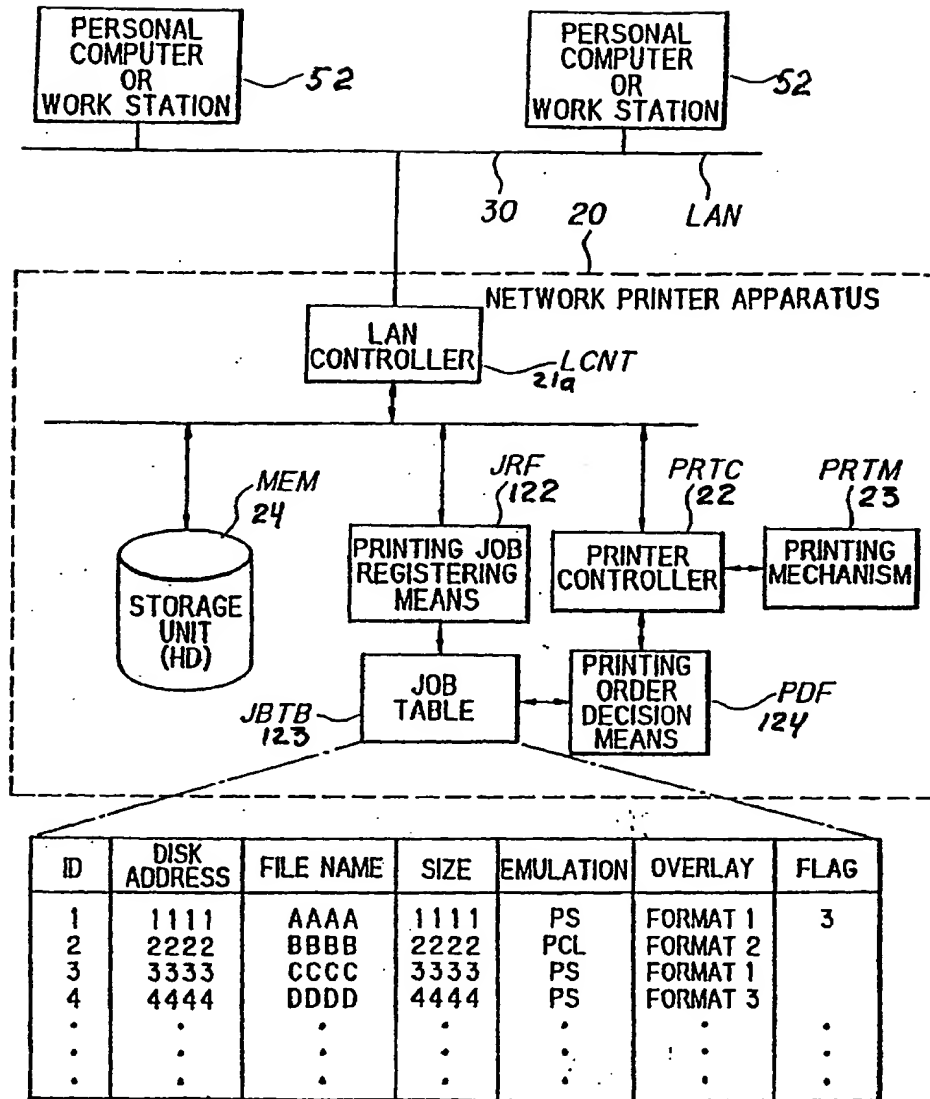 PERSONAL
COMPUTER
OR
WORK STATION
52
PERSONAL
COMPUTER
OR
WORK STATION
52
30
LAN
20
NETWORK PRINTER APPARATUS
LAN
CONTROLLER
LCNT
21a
MEM
24
STORAGE
UNIT
(HD)
JRF
122
PRINTING JOB
REGISTERING
MEANS
PRTC
22
PRINTER
CONTROLLER
PRTM
23
PRINTING
MECHANISM
JBTB
123
JOB
TABLE
PRINTING
ORDER
DECISION
MEANS
PDF
124
ID DISK ADDRESS FILE NAME SIZE EMULATION OVERLAY FLAG
1 1111 AAAA 1111 PS FORMAT 1 3
2 2222 BBBB 2222 PCL FORMAT 2
3 3333 CCCC 3333 PS FORMAT 1
4 4444 DDDD 4444 PS FORMAT 3